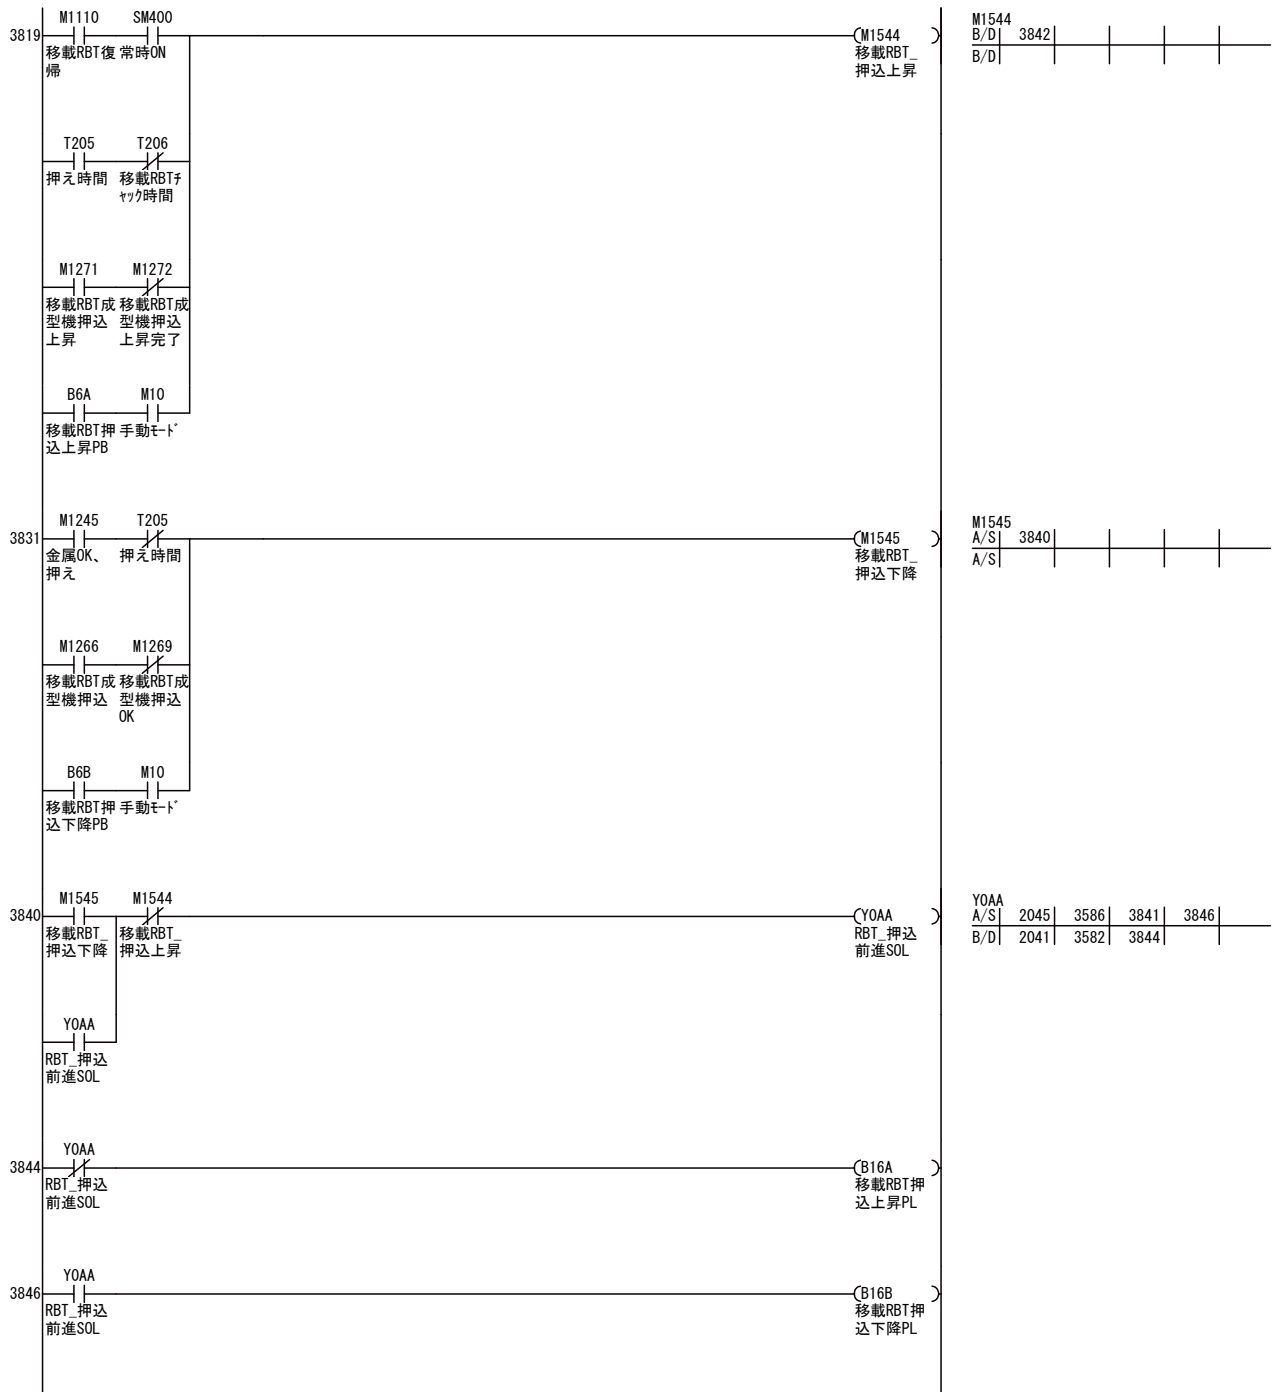 M1110 SM400
3819 (M1544 )
移載RBT復 常時ON 移載RBT_
帰 押込上昇
M1544
B/D 3842
B/D
T205 T206
押え時間 移載RBTﾁ
ｬｯｸ時間
M1271 M1272
移載RBT成 移載RBT成
型機押込 型機押込
上昇 上昇完了
B6A M10
移載RBT押 手動ﾓｰﾄﾞ
込上昇PB
M1245 T205
3831 (M1545 )
金属OK、 押え時間 移載RBT_
押え 押込下降
M1545
A/S 3840
A/S
M1266 M1269
移載RBT成 移載RBT成
型機押込 型機押込
OK
B6B M10
移載RBT押 手動ﾓｰﾄﾞ
込下降PB
M1545 M1544
3840 (Y0AA )
移載RBT_ 移載RBT_ RBT_押込
押込下降 押込上昇 前進SOL
Y0AA
A/S 2045 3586 3841 3846
B/D 2041 3582 3844
Y0AA
RBT_押込
前進SOL
Y0AA
3844 (B16A )
RBT_押込 移載RBT押
前進SOL 込上昇PL
Y0AA
3846 (B16B )
RBT_押込 移載RBT押
前進SOL 込下降PL